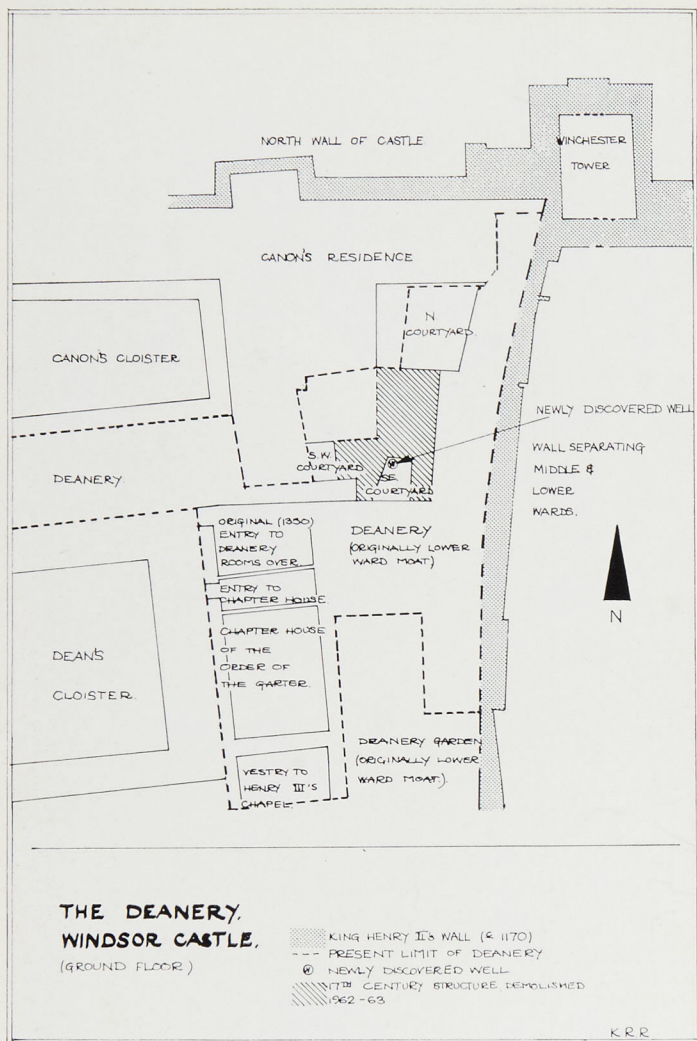 NORTH WALL OF CASTLE
WINCHESTER
TOWER
CANON'S RESIDENCE
N
COURTYARD.
CANON'S CLOISTER
NEWLY DISCOVERED WELL
S.W.
COURTYARD
W
S.E.
COURTYARD
WALL SEPARATING
MIDDLE &
LOWER
WARDS.
DEANERY
ORIGINAL (1350)
ENTRY TO
DEANERY
ROOMS OVER.
DEANERY
(ORIGINALLY LOWER
WARD MOAT)
ENTRY TO
CHAPTER HOUSE.
N
CHAPTER HOUSE
OF THE
ORDER OF
THE GARTER.
DEAN'S
CLOISTER.
DEANERY GARDEN
(ORIGINALLY LOWER
WARD MOAT.)
VESTRY TO
HENRY III'S
CHAPEL.
THE DEANERY,
WINDSOR CASTLE.
(GROUND FLOOR)
KING HENRY II's WALL (c 1170)
PRESENT LIMIT OF DEANERY
W NEWLY DISCOVERED WELL
17TH CENTURY STRUCTURE DEMOLISHED
1962-63
K.R.R.